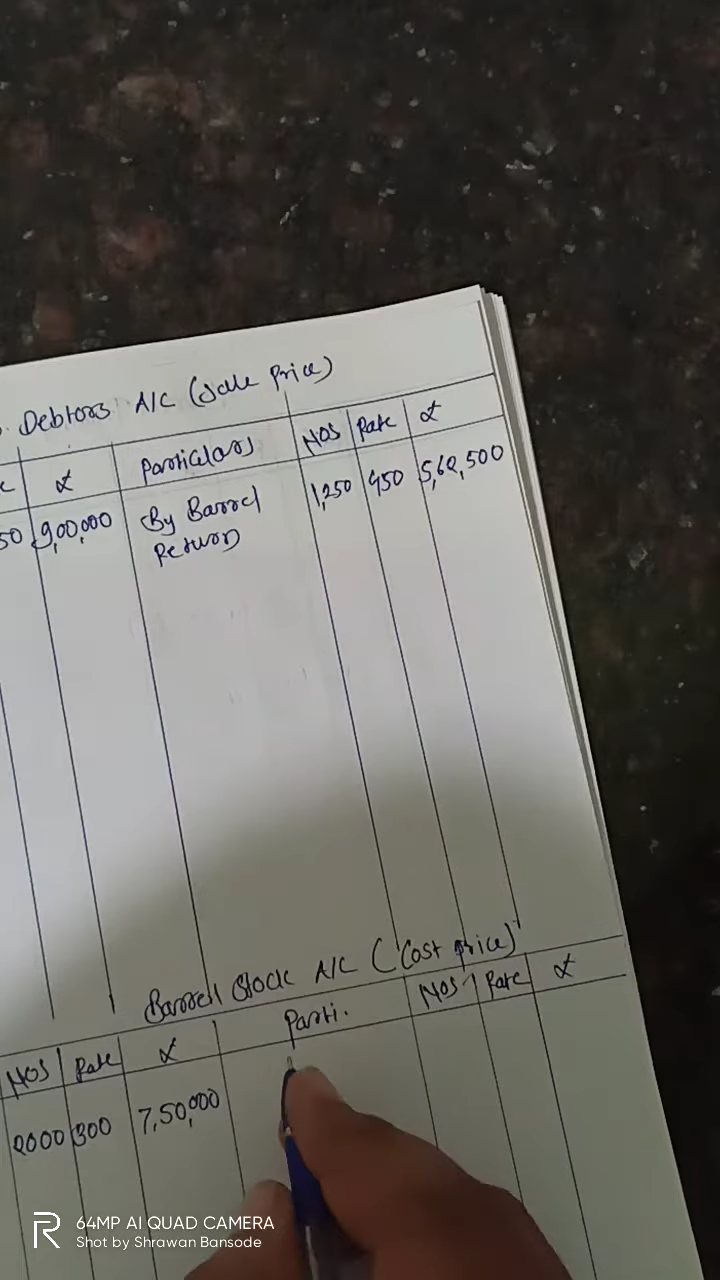 Debtors A/C (Sale Price)
₹ Particlars NOS Rate ₹
50 9,00,000 By Barrel Return 1,250 450 5,62,500
Barrel Stock A/C (Cost price)
NOS Rate ₹ Parti. NOS Rate ₹
2000 300 7,50,000
64MP AI QUAD CAMERA
Shot by Shrawan Bansode